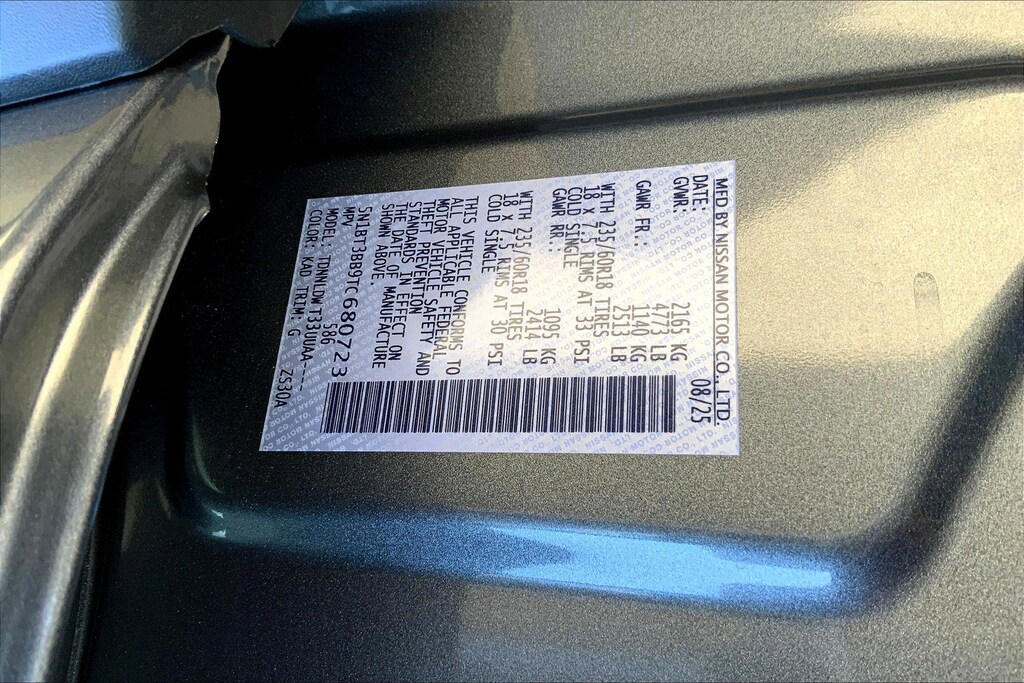 MFD BY NISSAN MOTOR CO., LTD.
DATE: 08/25
GVWR: 2165 KG
4773 LB
GAWR FR.: 1140 KG
2513 LB
WITH 235/60R18 TIRES
18 X 7.5 RIMS AT 33 PSI
COLD SINGLE
GAWR RR.: 1095 KG
2414 LB
WITH 235/60R18 TIRES
18 X 7.5 RIMS AT 30 PSI
COLD SINGLE
THIS VEHICLE CONFORMS TO
ALL APPLICABLE FEDERAL
MOTOR VEHICLE SAFETY AND
THEFT PREVENTION
STANDARDS IN EFFECT ON
THE DATE OF MANUFACTURE
SHOWN ABOVE.
5N1BT3BB9TC680723
MPV 586
MODEL: TDNNLDW T33UUAA----
COLOR: KAD TRIM: G ZS30A